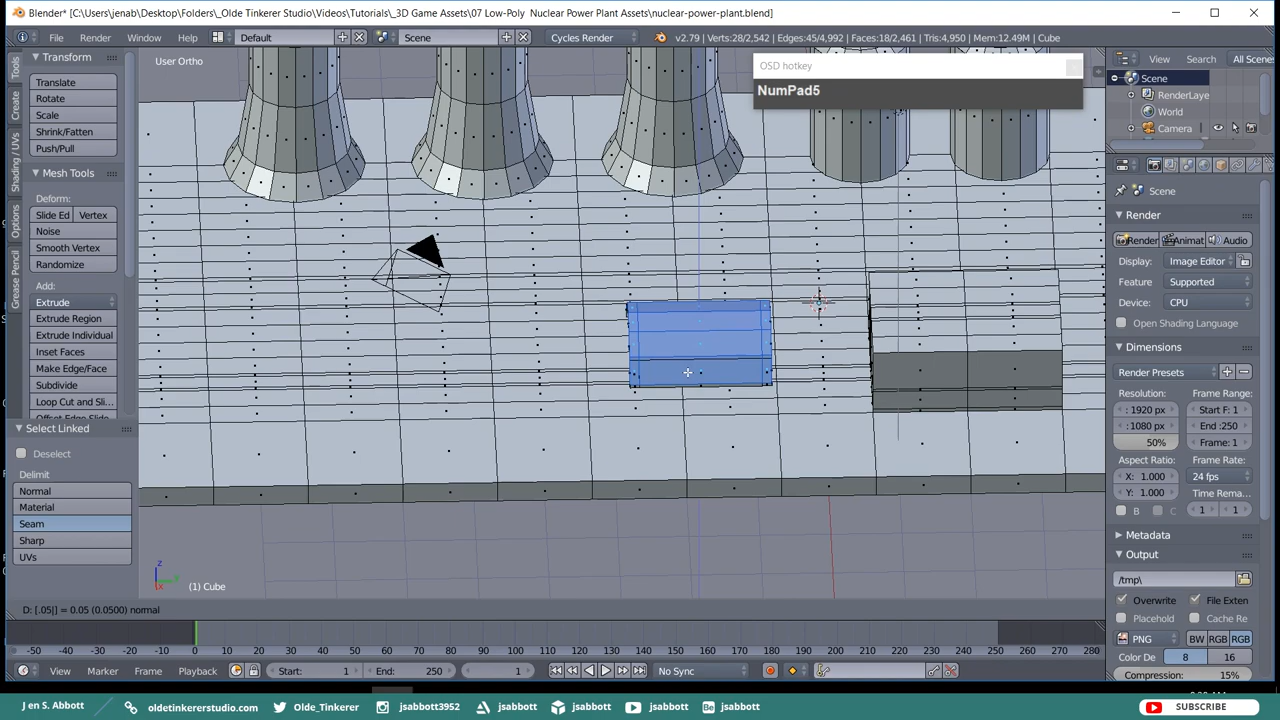 Blender* [C:\Users\jenab\Desktop\Folders\_Olde Tinkerer Studio\Videos\Tutorials\_3D Game Assets\07 Low-Poly  Nuclear Power Plant Assets\nuclear-power-plant.blend]
File Render Window Help Default Scene Cycles Render v2.79 | Verts:28/2,542 | Edges:45/4,992 | Faces:18/2,461 | Tris:4,950 | Mem:12.49M | Cube
View Search All Scenes
Tools
Create
Shading / UVs
Options
Grease Pencil
Transform
Translate
Rotate
Scale
Shrink/Fatten
Push/Pull
Mesh Tools
Deform:
Slide Ed Vertex
Noise
Smooth Vertex
Randomize
Add:
Extrude
Extrude Region
Extrude Individual
Inset Faces
Make Edge/Face
Subdivide
Loop Cut and Sli...
Offset Edge Slide
Select Linked
Deselect
Delimit
Normal
Material
Seam
Sharp
UVs
User Ortho
OSD hotkey
NumPad5
z
y
x
(1) Cube
D: [.05|] = 0.05 (0.0500) normal
Scene
RenderLaye
World
Camera
Scene
Render
Render Animat Audio
Display: Image Editor
Feature Supported
Device: CPU
Open Shading Language
Dimensions
Render Presets
Resolution: Frame Range:
: 1920 px Start F: 1
: 1080 px End :250
50% Frame: 1
Aspect Ratio: Frame Rate:
X: 1.000 24 fps
Y: 1.000 Time Rema...
B C 1 1
Metadata
Output
/tmp\
Overwrite File Exten
Placehold Cache Re
PNG BW RGB RGB
Color De 8 16
Compression: 15%
-50 -40 -30 -20 -10 0 10 20 30 40 50 60 70 80 90 100 110 120 130 140 150 160 170 180 190 200 210 220 230 240 250 260 270 280
View Marker Frame Playback Start: 1 End: 250 1 No Sync
J en S. Abbott oldetinkererstudio.com Olde_Tinkerer jsabbott3952 jsabbott jsabbott jsabbott jsabbott SUBSCRIBE